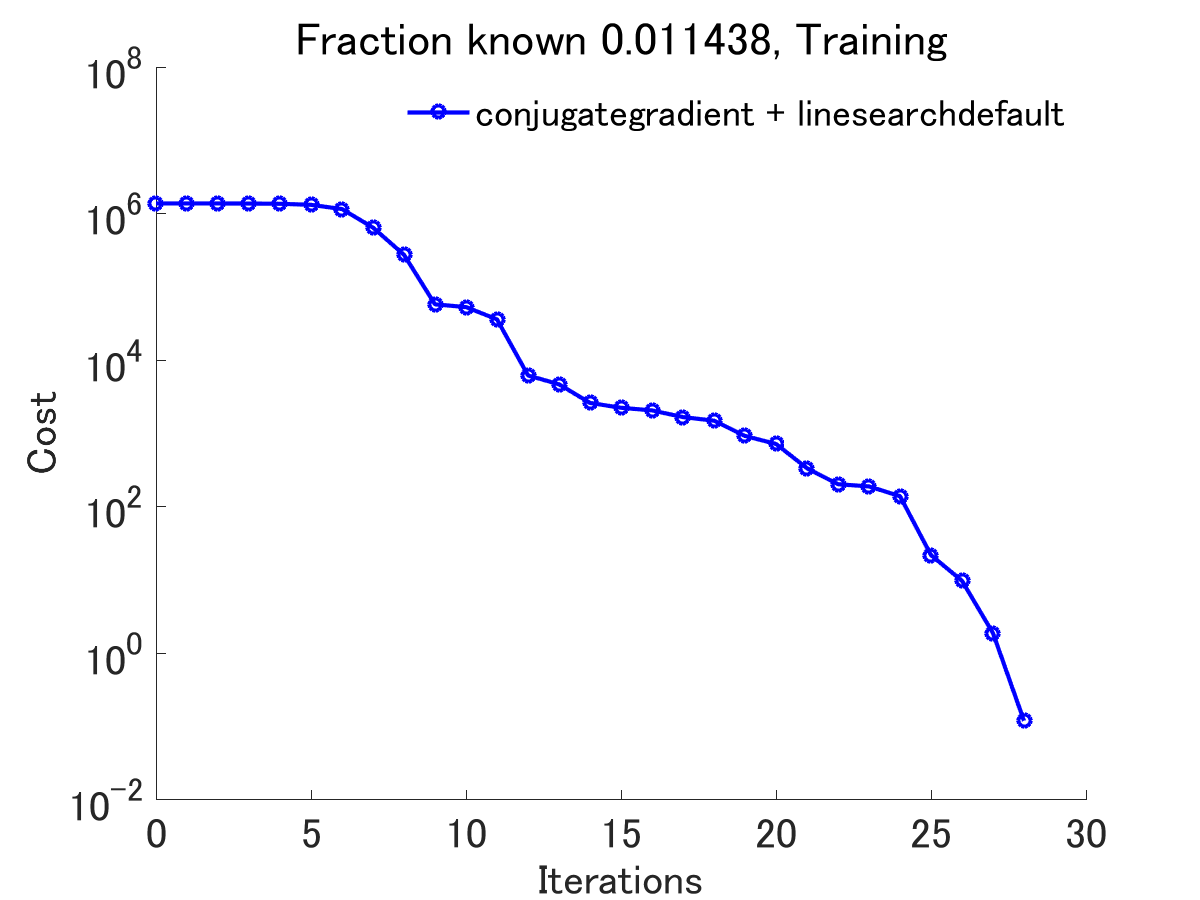 Fraction known 0.011438, Training
conjugategradient + linesearchdefault
10^8
10^6
10^4
10^2
10^0
10^-2
Cost
0 5 10 15 20 25 30
Iterations